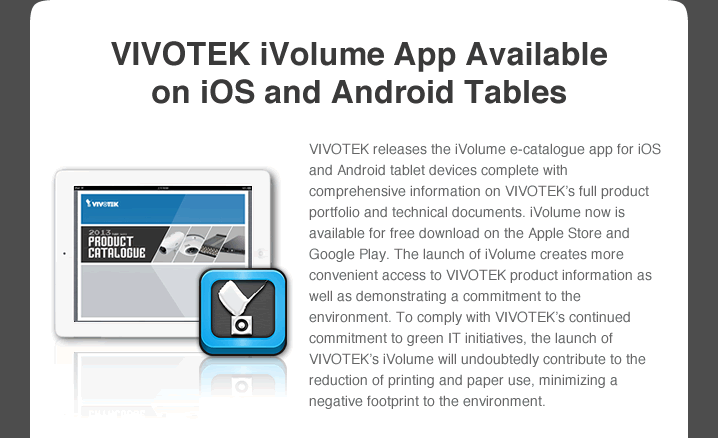 VIVOTEK iVolume App Available
on iOS and Android Tables
VIVOTEK releases the iVolume e-catalogue app for iOS
and Android tablet devices complete with
comprehensive information on VIVOTEK's full product
portfolio and technical documents. iVolume now is
available for free download on the Apple Store and
Google Play. The launch of iVolume creates more
convenient access to VIVOTEK product information as
well as demonstrating a commitment to the
environment. To comply with VIVOTEK's continued
commitment to green IT initiatives, the launch of
VIVOTEK's iVolume will undoubtedly contribute to the
reduction of printing and paper use, minimizing a
negative footprint to the environment.
VIVOTEK
2013
PRODUCT
CATALOGUE